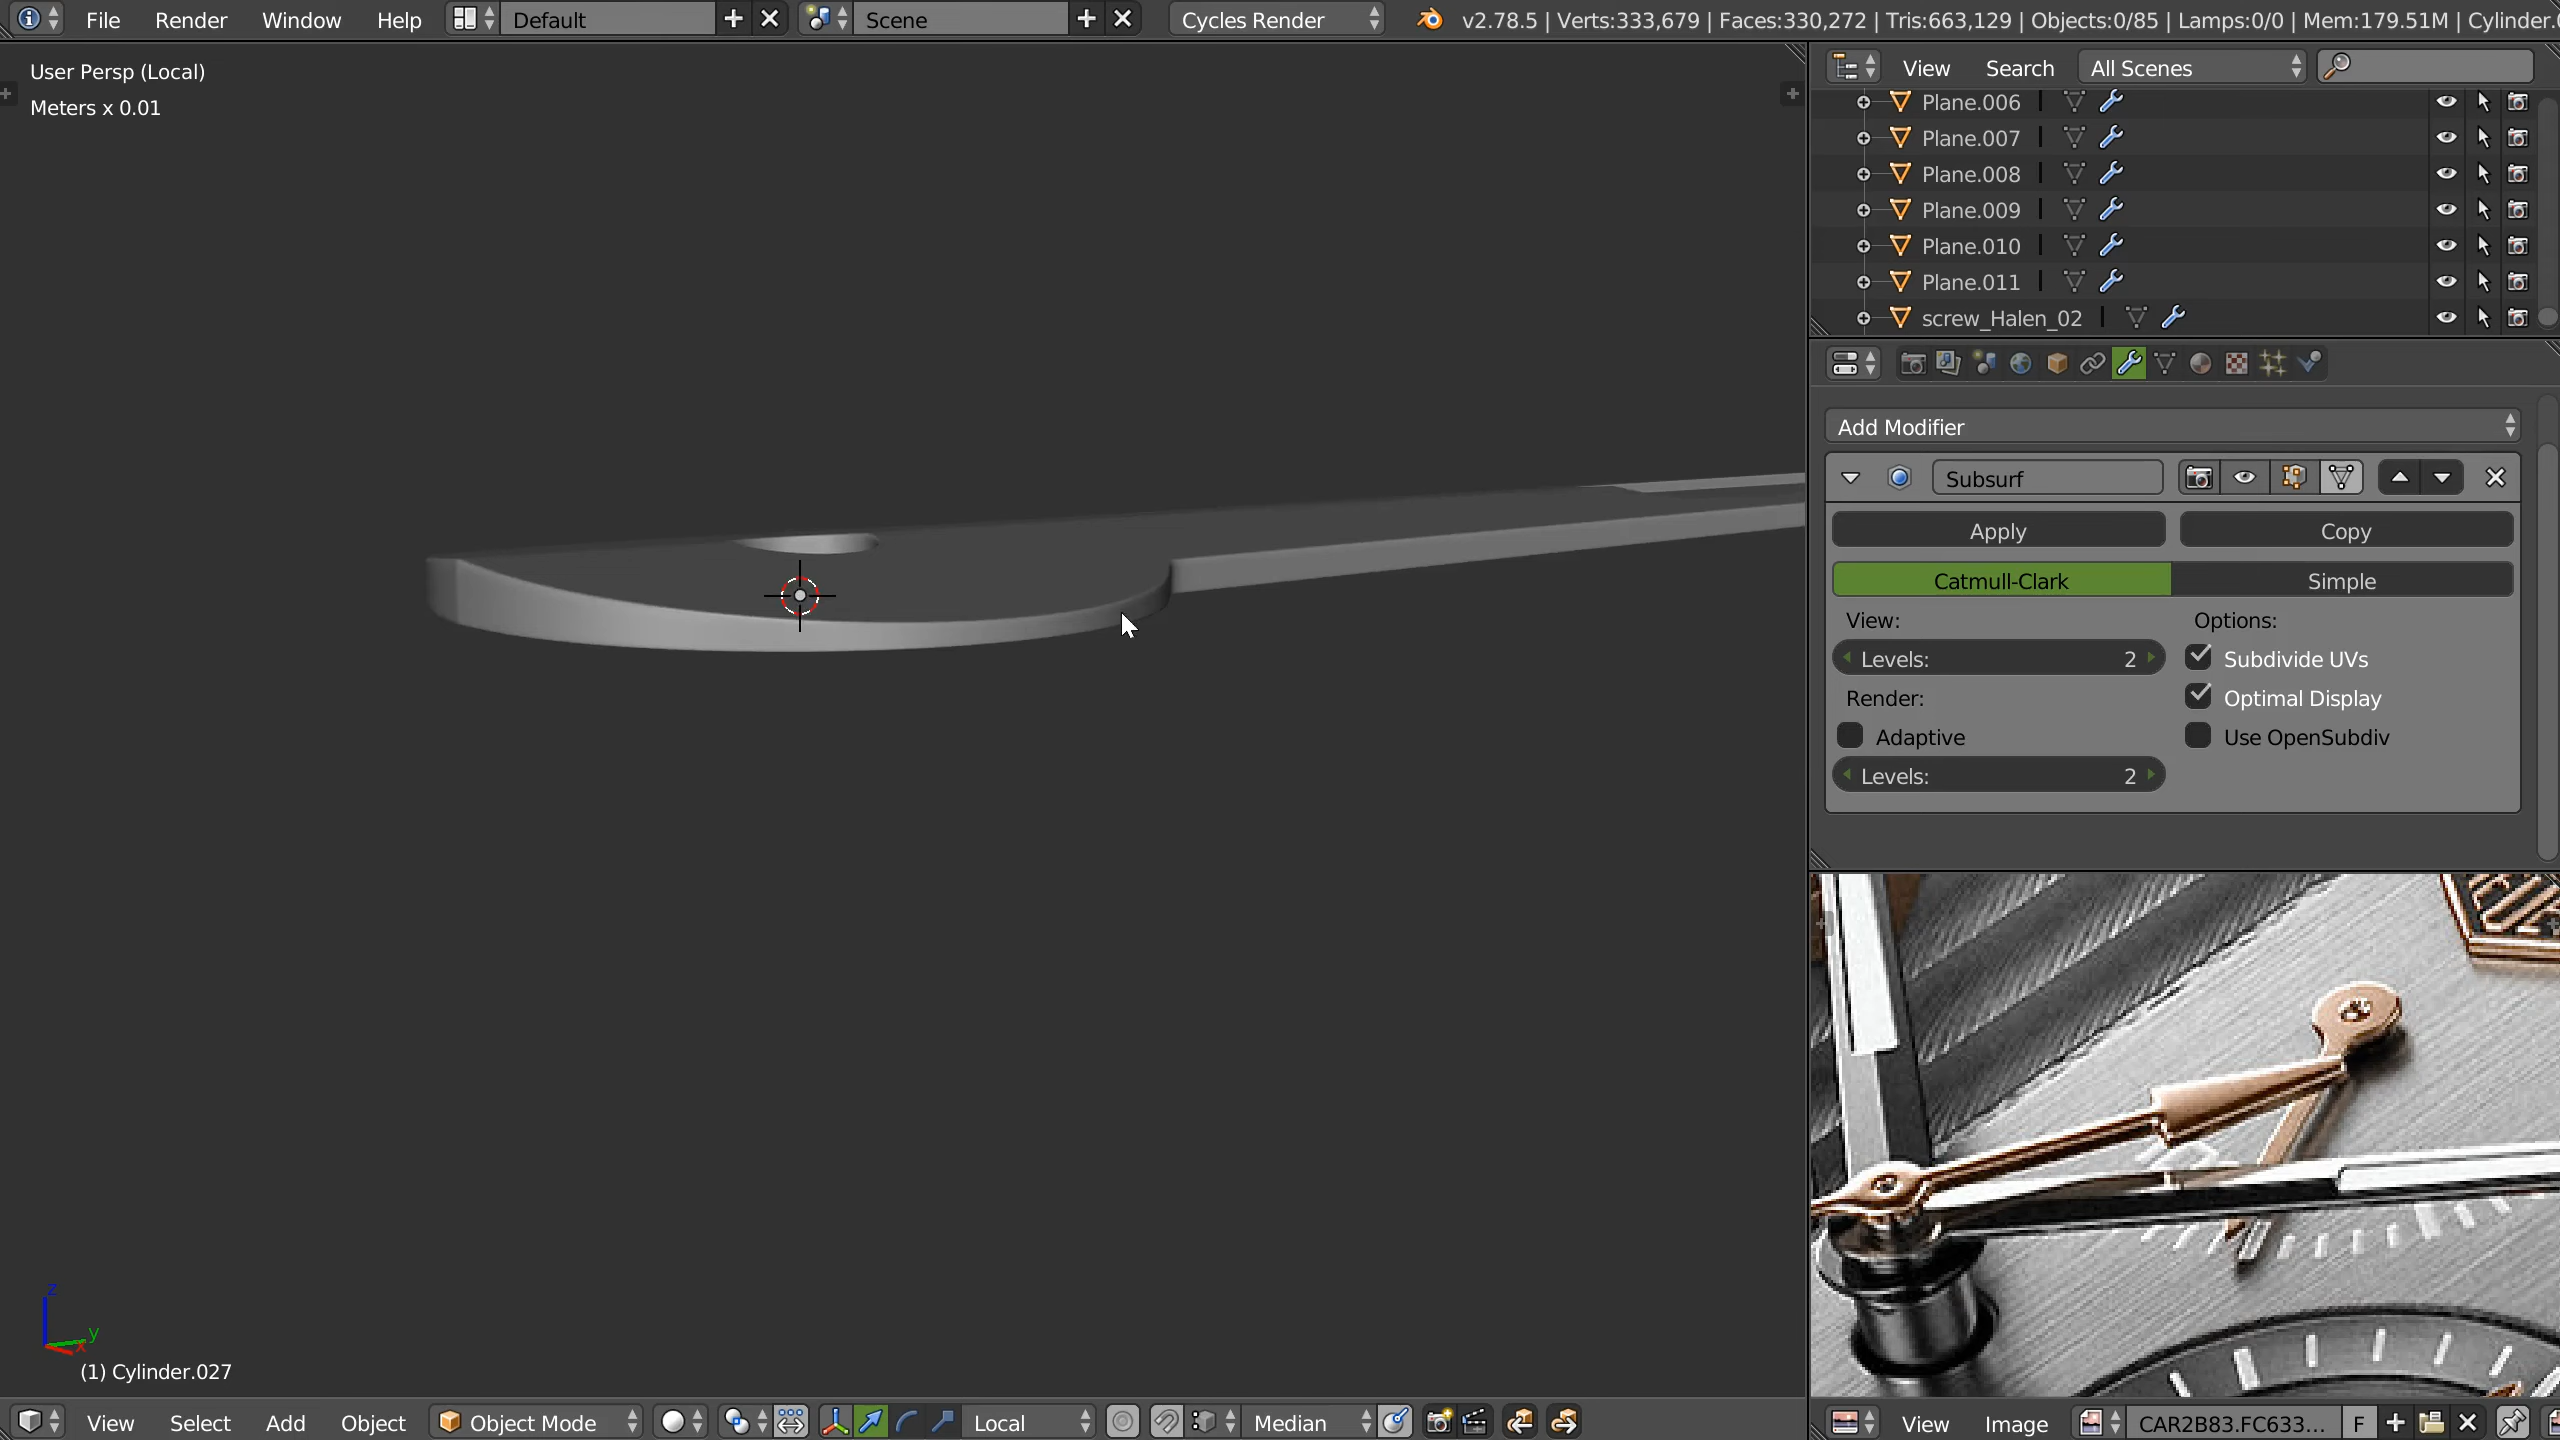 File Render Window Help Default Scene Cycles Render v2.78.5 | Verts:333,679 | Faces:330,272 | Tris:663,129 | Objects:0/85 | Lamps:0/0 | Mem:179.51M | Cylinder.0
User Persp (Local)
Meters x 0.01
View Search All Scenes
Plane.006
Plane.007
Plane.008
Plane.009
Plane.010
Plane.011
screw_Halen_02
Add Modifier
Subsurf
Apply Copy
Catmull-Clark Simple
View: Options:
Levels: 2 Subdivide UVs
Render: Optimal Display
Adaptive Use OpenSubdiv
Levels: 2
z
y
x
(1) Cylinder.027
View Select Add Object Object Mode Local Median
View Image CAR2B83.FC633... F